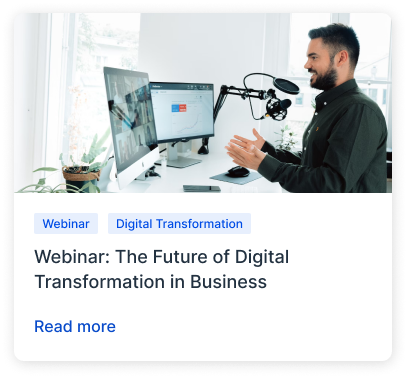 Webinar
Digital Transformation
Webinar: The Future of Digital
Transformation in Business
Read more